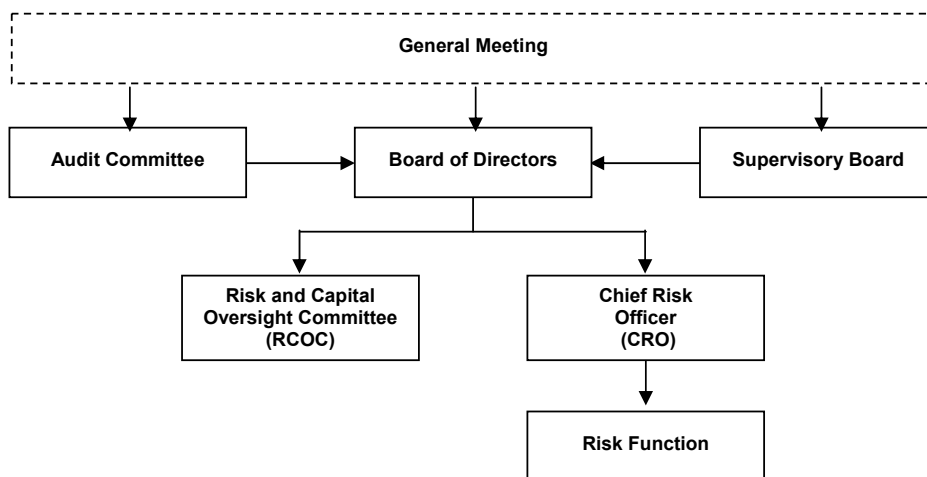 General Meeting
Audit Committee
Board of Directors
Supervisory Board
Risk and Capital
Oversight Committee
(RCOC)
Chief Risk
Officer
(CRO)
Risk Function